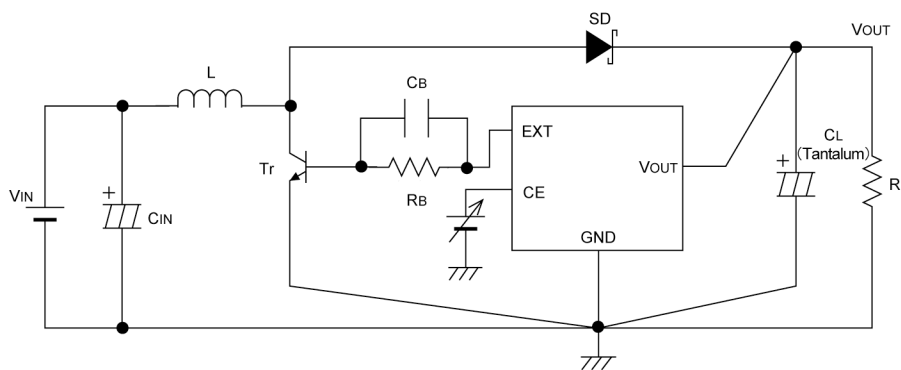 SD
VOUT
L
CB
EXT
CL
(Tantalum)
Tr
VOUT
RB
CE
R
VIN
+
CIN
+
GND